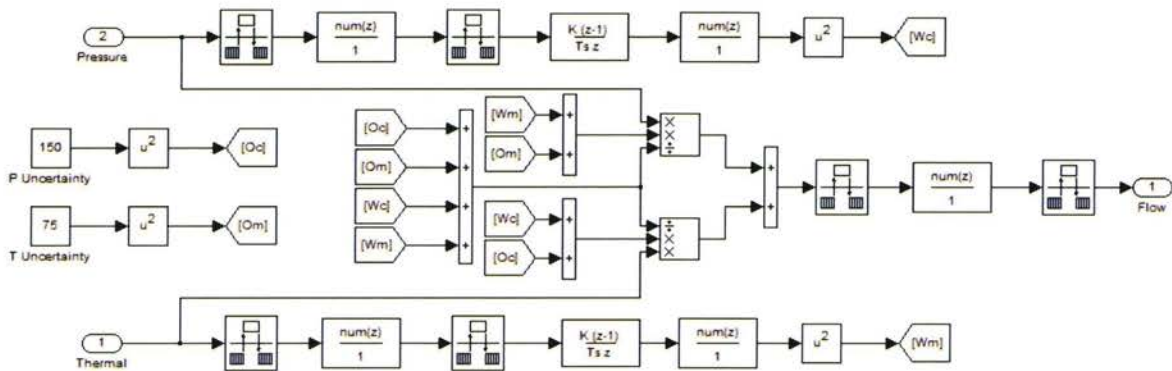 2
Pressure
num(z)
1
K (z-1)
Ts z
num(z)
1
u²
[Wc]
150
P Uncertainty
u²
[Oc]
75
T Uncertainty
u²
[Om]
[Oc]
[Om]
[Wc]
[Wm]
+
+
+
+
[Wm]
[Om]
+
+
[Wc]
[Oc]
+
+
×
×
÷
÷
×
×
+
+
num(z)
1
1
Flow
1
Thermal
num(z)
1
K (z-1)
Ts z
num(z)
1
u²
[Wm]